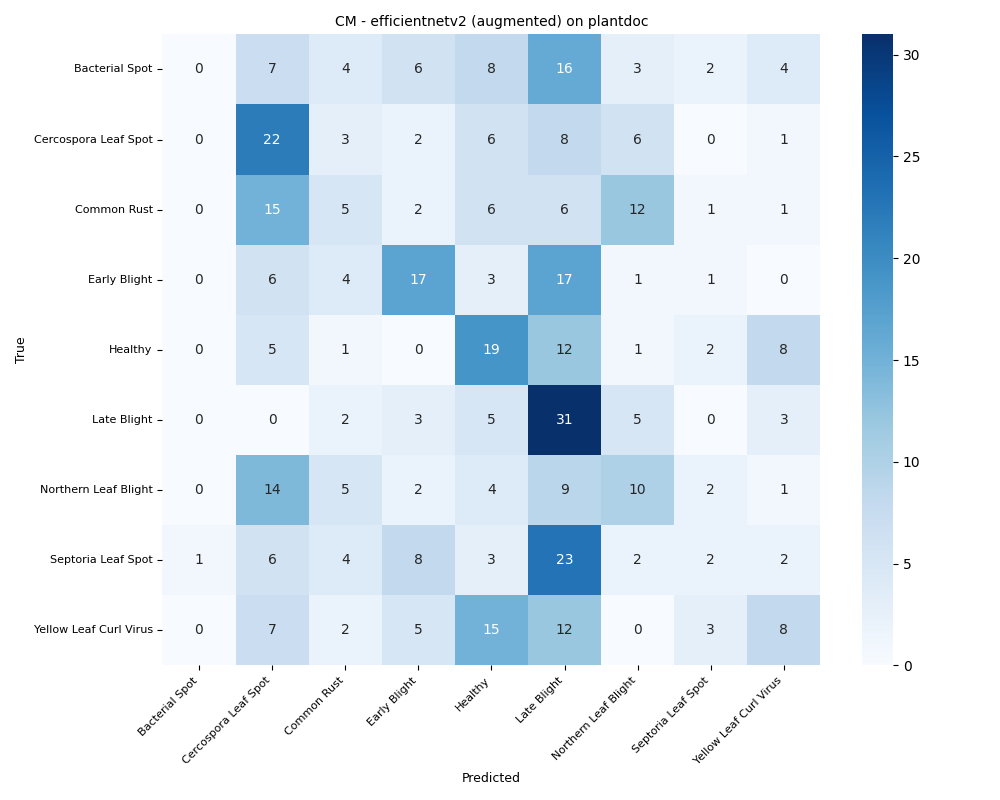 CM - efficientnetv2 (augmented) on plantdoc
Bacterial Spot 0 7 4 6 8 16 3 2 4
Cercospora Leaf Spot 0 22 3 2 6 8 6 0 1
Common Rust 0 15 5 2 6 6 12 1 1
Early Blight 0 6 4 17 3 17 1 1 0
Healthy 0 5 1 0 19 12 1 2 8
Late Blight 0 0 2 3 5 31 5 0 3
Northern Leaf Blight 0 14 5 2 4 9 10 2 1
Septoria Leaf Spot 1 6 4 8 3 23 2 2 2
Yellow Leaf Curl Virus 0 7 2 5 15 12 0 3 8
True
Bacterial Spot
Cercospora Leaf Spot
Common Rust
Early Blight
Healthy
Late Blight
Northern Leaf Blight
Septoria Leaf Spot
Yellow Leaf Curl Virus
Predicted
30
25
20
15
10
5
0